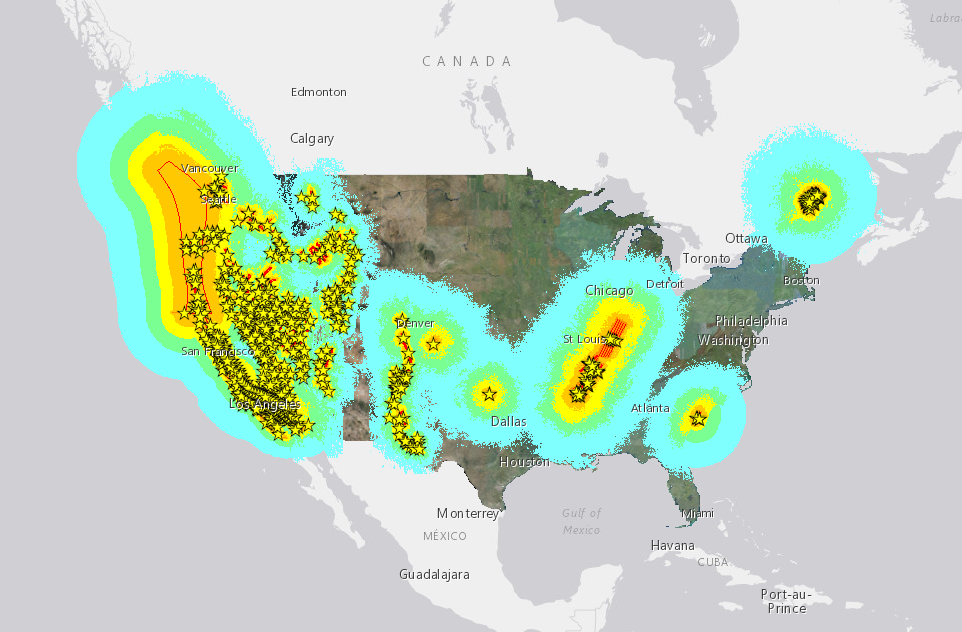 Labra
CANADA
Edmonton
Calgary
Vancouver
Seattle
Ottawa
Toronto
Boston
Detroit
Chicago
Philadelphia
Denver
St Louis
Washington
San Francisco
Los Angeles
Atlanta
Dallas
Houston
Monterrey
Gulf of
Mexico
Miami
MÉXICO
Havana
CUBA
Guadalajara
Port-au-
Prince